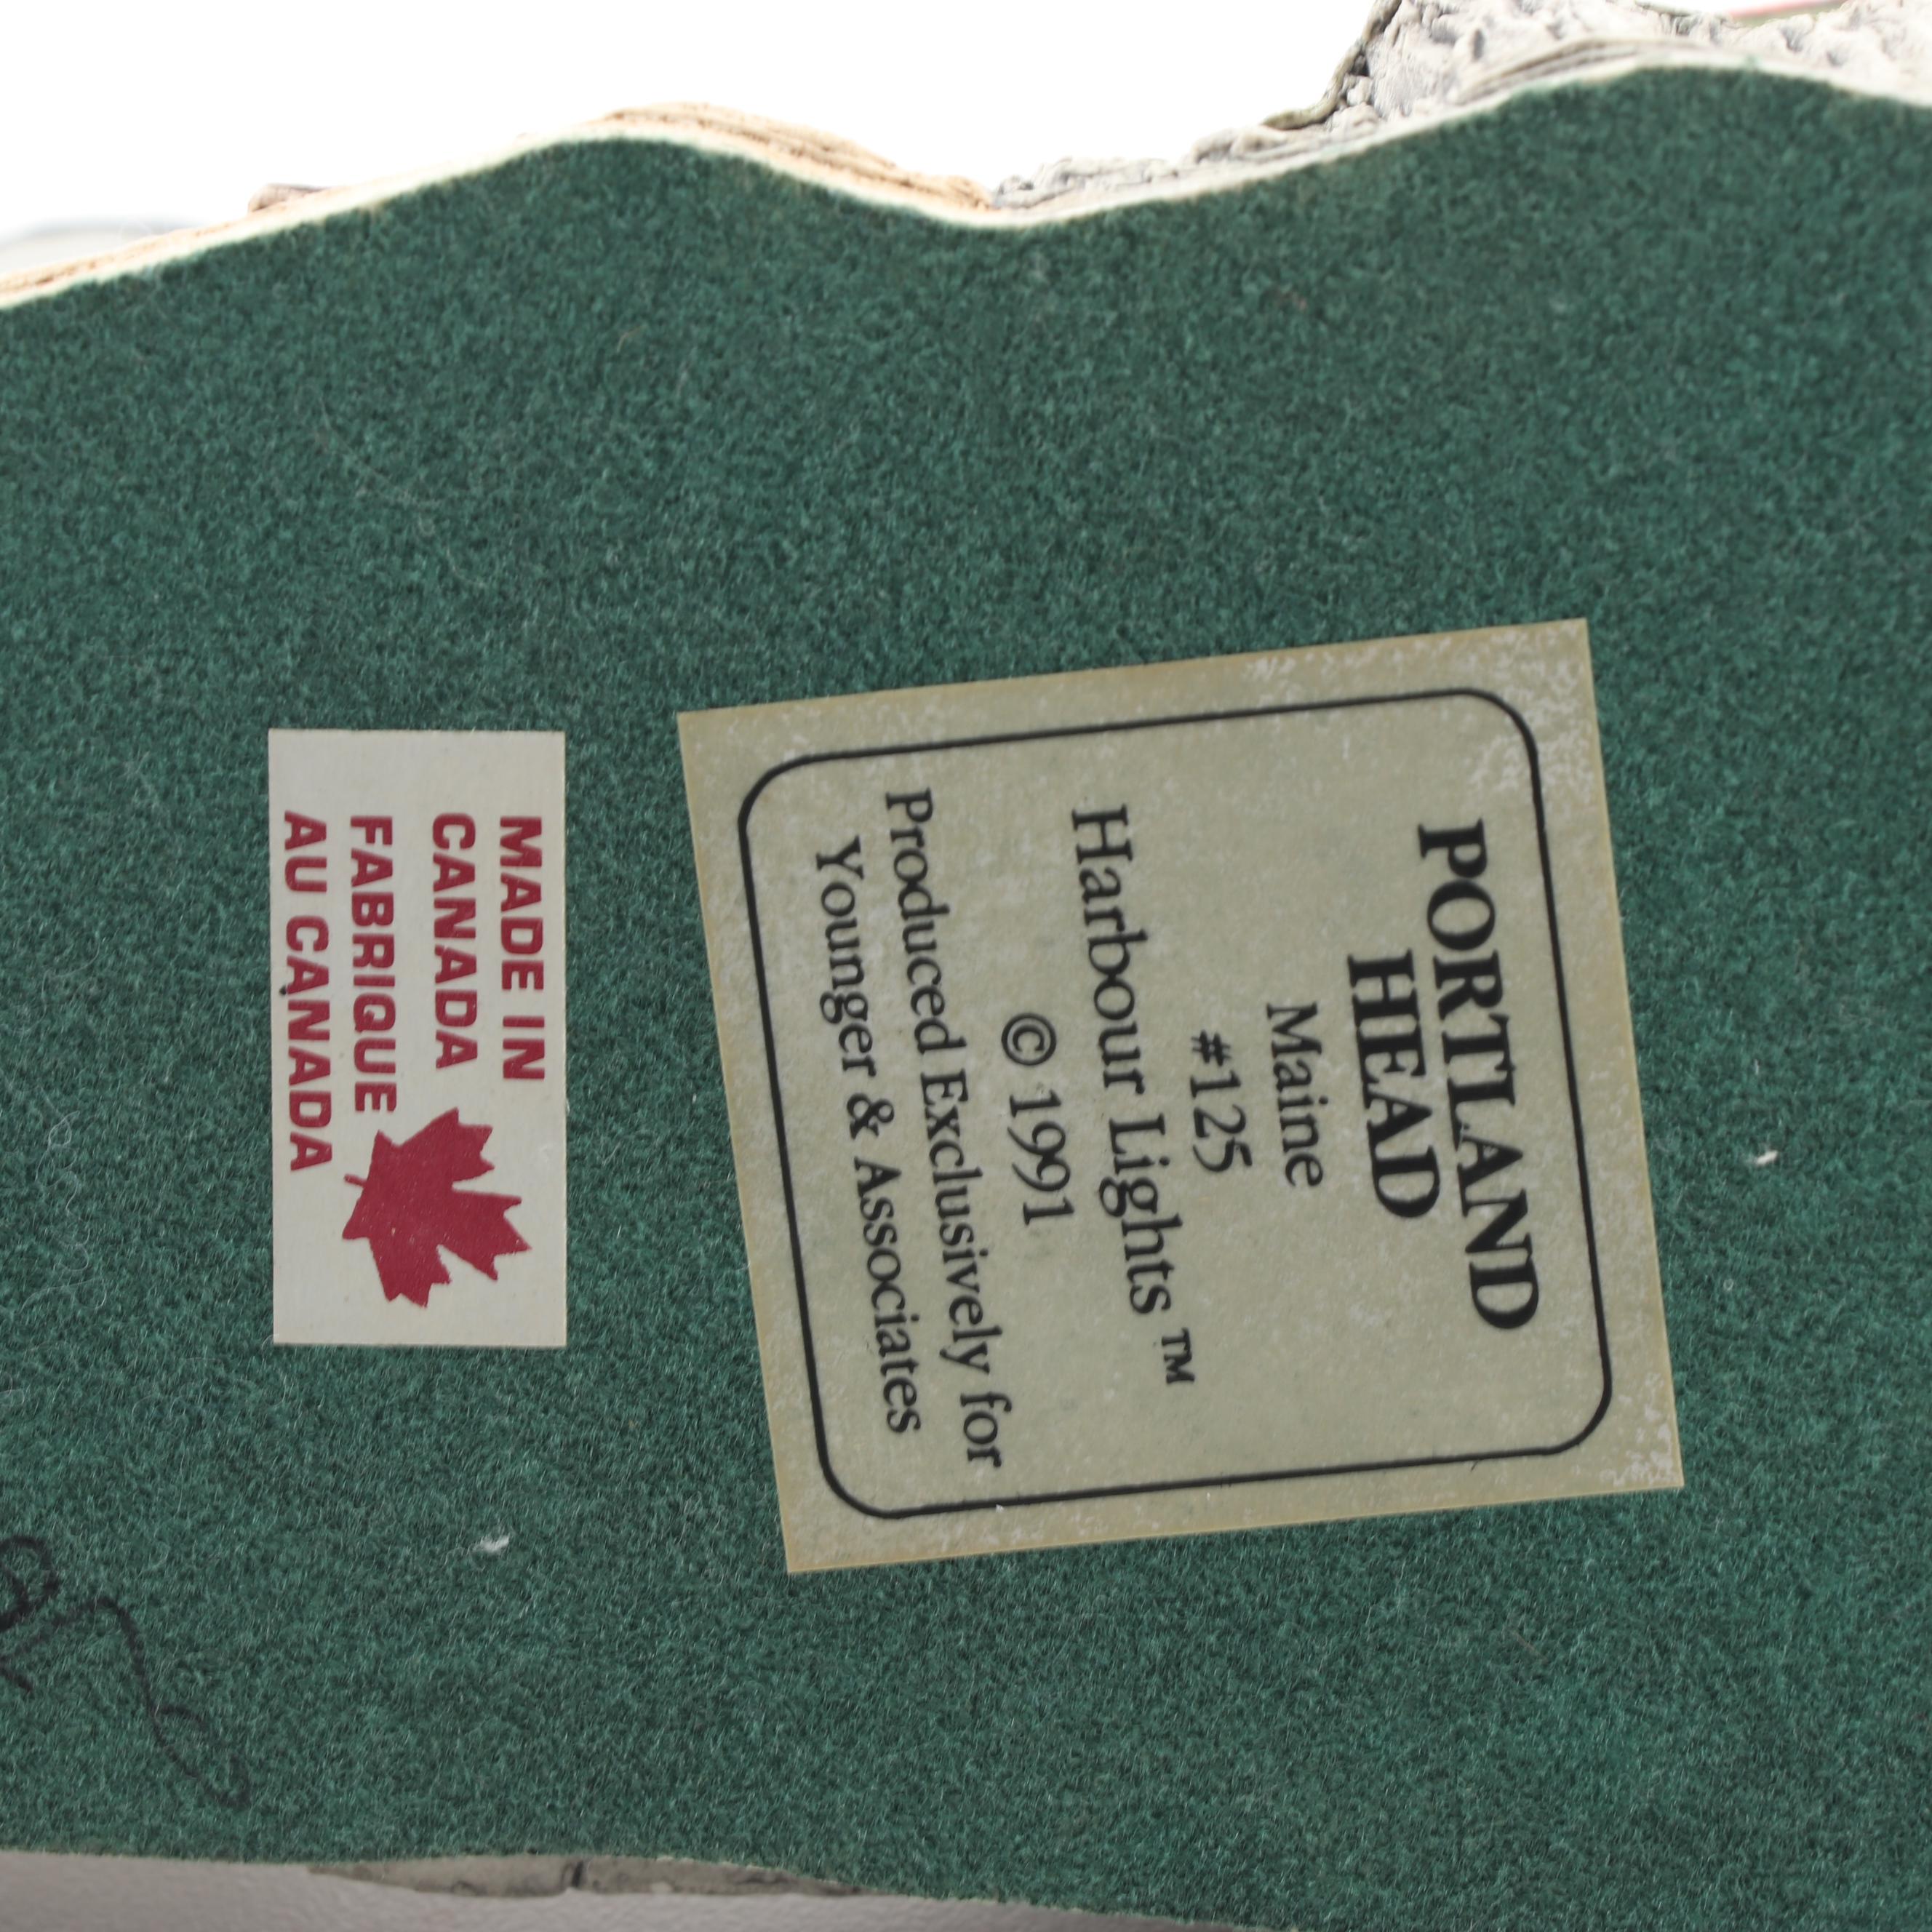 PORTLAND
HEAD
Maine
#125
Harbour Lights ™
© 1991
Produced Exclusively for
Younger & Associates
MADE IN
CANADA
FABRIQUE
AU CANADA